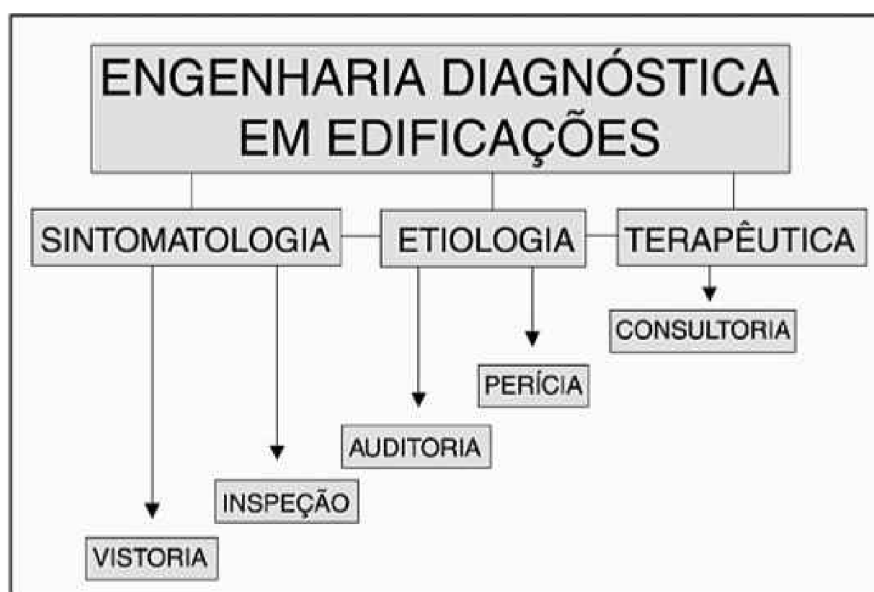 ENGENHARIA DIAGNÓSTICA
EM EDIFICAÇÕES
SINTOMATOLOGIA
ETIOLOGIA
TERAPÊUTICA
CONSULTORIA
PERÍCIA
AUDITORIA
INSPEÇÃO
VISTORIA